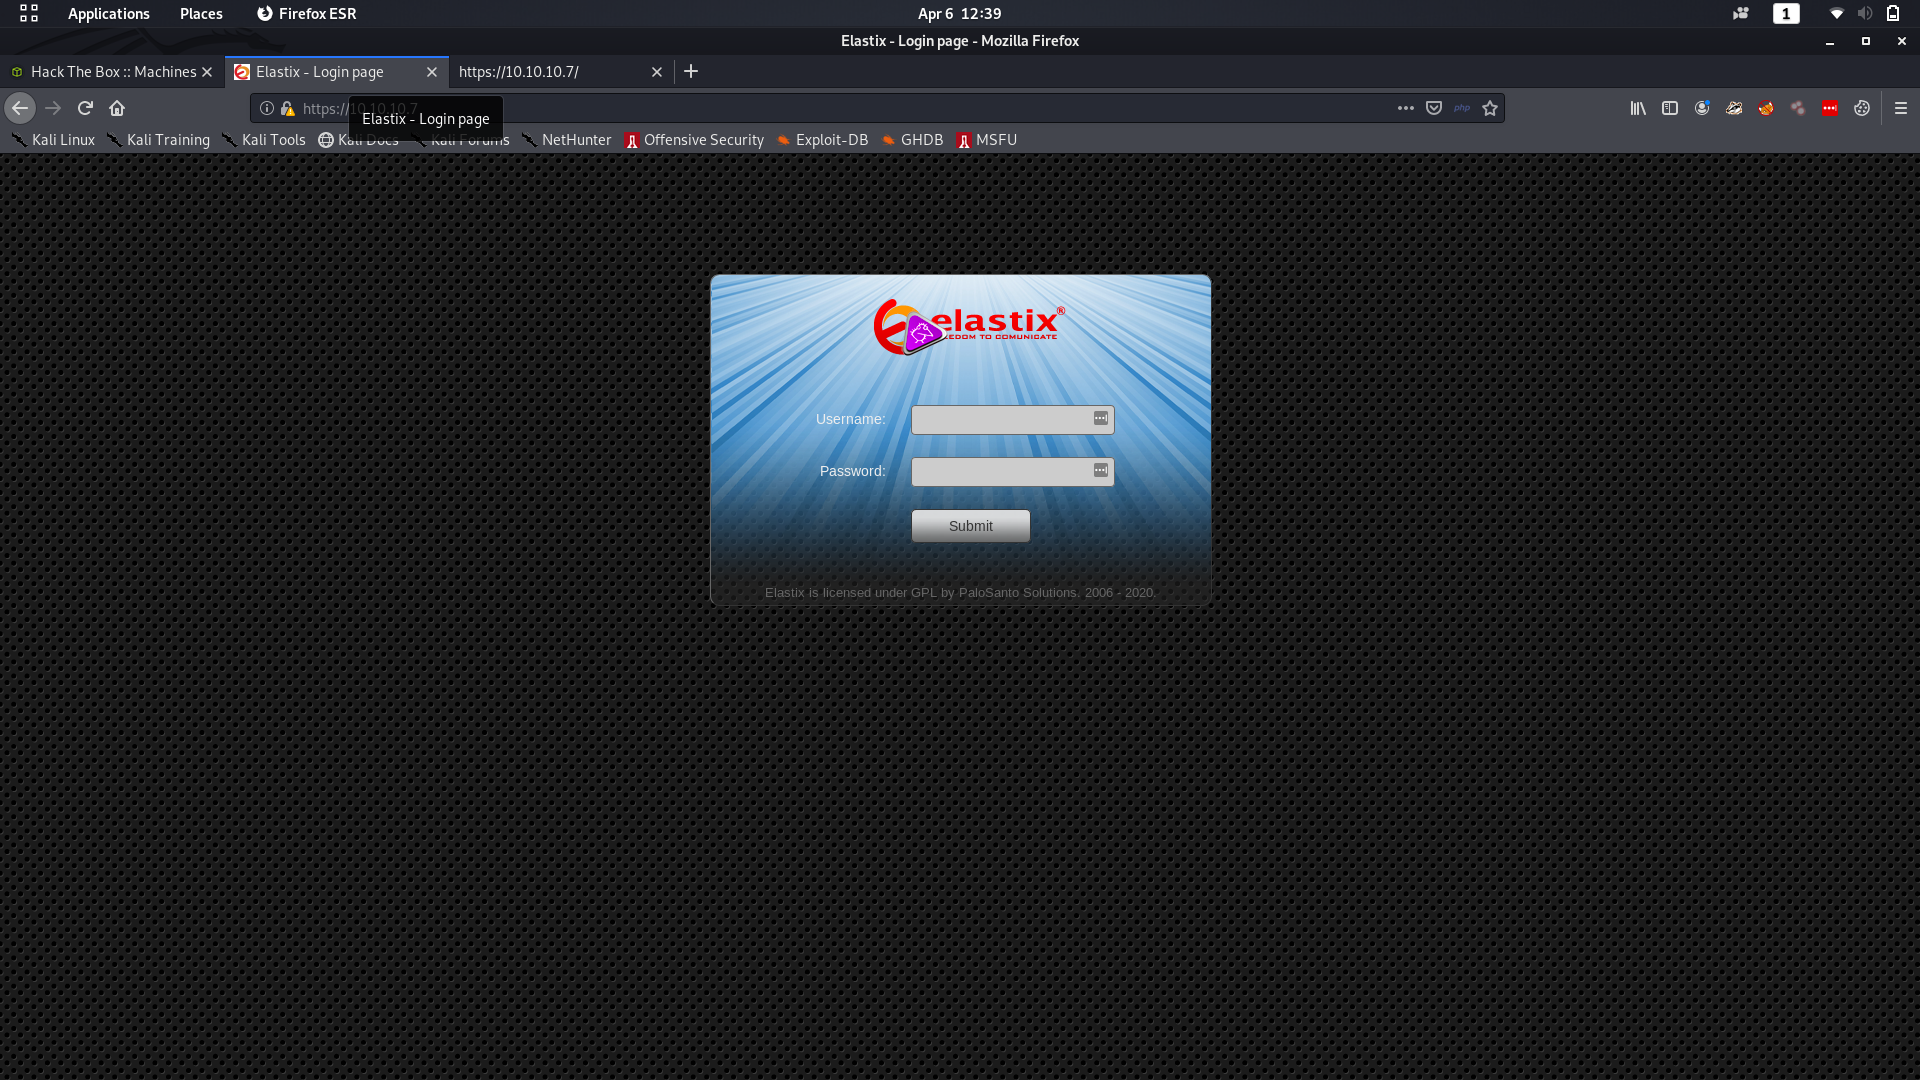 Applications Places Firefox ESR Apr 6 12:39 1
Elastix - Login page - Mozilla Firefox
Hack The Box :: Machines Elastix - Login page https://10.10.10.7/
https://10.10.10.7 php
Elastix - Login page
Kali Linux Kali Training Kali Tools Kali Docs Kali Forums NetHunter Offensive Security Exploit-DB GHDB MSFU
elastix®
EDOM TO COMUNICATE
Username:
Password:
Submit
Elastix is licensed under GPL by PaloSanto Solutions. 2006 - 2020.